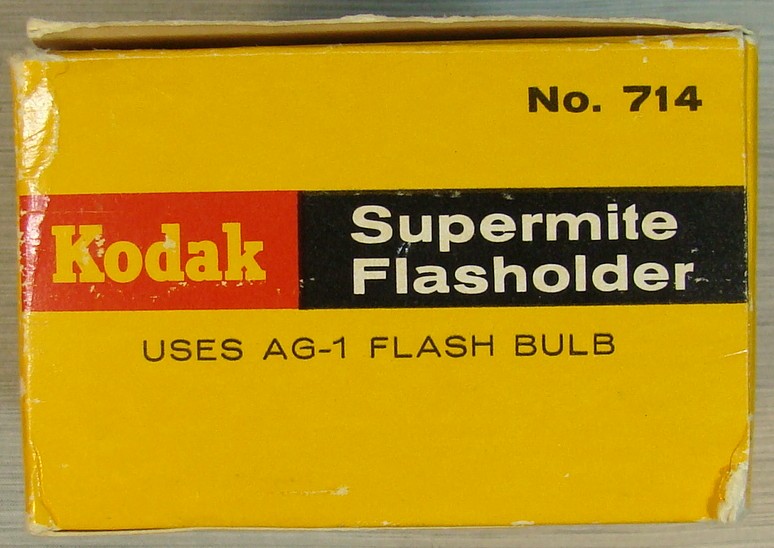 No. 714
Kodak
Supermite
Flasholder
USES AG-1 FLASH BULB